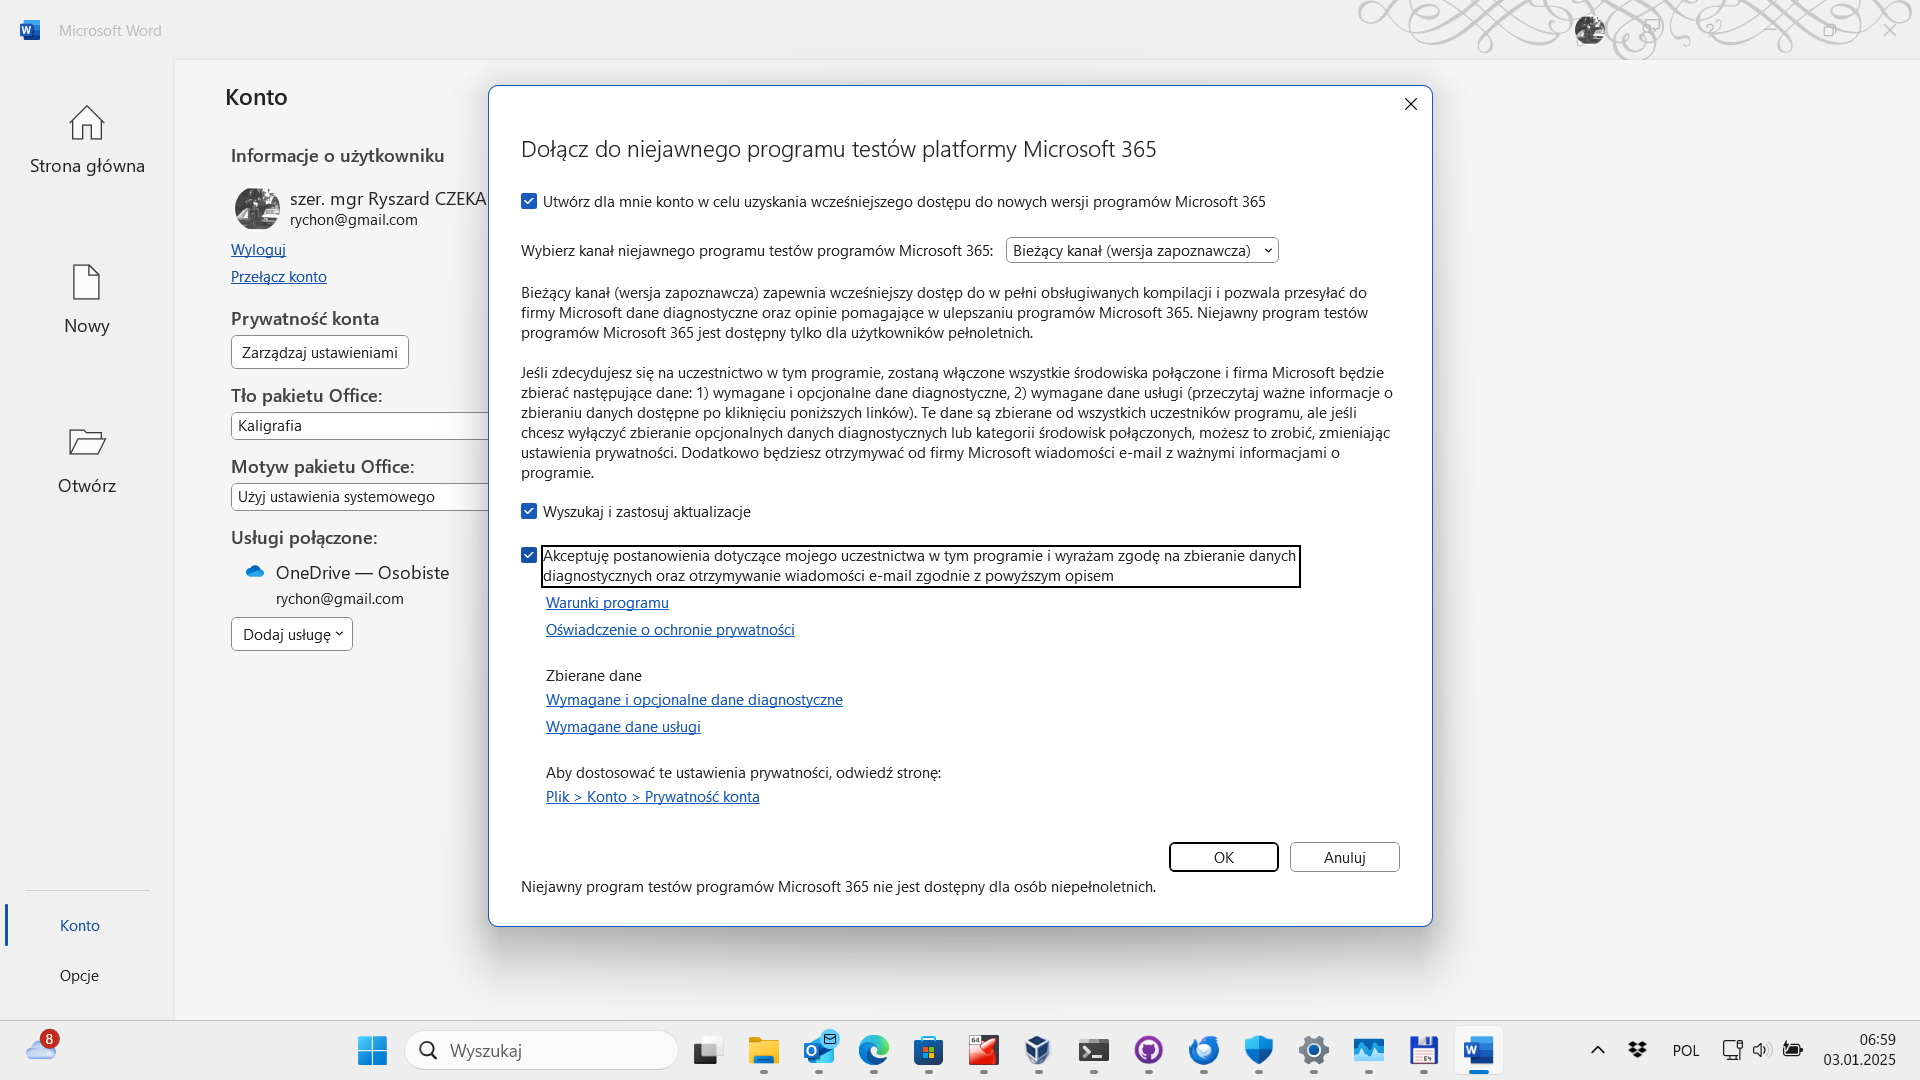 Microsoft Word
Strona główna
Nowy
Otwórz
Konto
Opcje
Konto
Informacje o użytkowniku
szer. mgr Ryszard CZEKA
rychon@gmail.com
Wyloguj
Przełącz konto
Prywatność konta
Zarządzaj ustawieniami
Tło pakietu Office:
Kaligrafia
Motyw pakietu Office:
Użyj ustawienia systemowego
Usługi połączone:
OneDrive — Osobiste
rychon@gmail.com
Dodaj usługę
Dołącz do niejawnego programu testów platformy Microsoft 365
Utwórz dla mnie konto w celu uzyskania wcześniejszego dostępu do nowych wersji programów Microsoft 365
Wybierz kanał niejawnego programu testów programów Microsoft 365: Bieżący kanał (wersja zapoznawcza)
Bieżący kanał (wersja zapoznawcza) zapewnia wcześniejszy dostęp do w pełni obsługiwanych kompilacji i pozwala przesyłać do
firmy Microsoft dane diagnostyczne oraz opinie pomagające w ulepszaniu programów Microsoft 365. Niejawny program testów
programów Microsoft 365 jest dostępny tylko dla użytkowników pełnoletnich.
Jeśli zdecydujesz się na uczestnictwo w tym programie, zostaną włączone wszystkie środowiska połączone i firma Microsoft będzie
zbierać następujące dane: 1) wymagane i opcjonalne dane diagnostyczne, 2) wymagane dane usługi (przeczytaj ważne informacje o
zbieraniu danych dostępne po kliknięciu poniższych linków). Te dane są zbierane od wszystkich uczestników programu, ale jeśli
chcesz wyłączyć zbieranie opcjonalnych danych diagnostycznych lub kategorii środowisk połączonych, możesz to zrobić, zmieniając
ustawienia prywatności. Dodatkowo będziesz otrzymywać od firmy Microsoft wiadomości e-mail z ważnymi informacjami o
programie.
Wyszukaj i zastosuj aktualizacje
Akceptuję postanowienia dotyczące mojego uczestnictwa w tym programie i wyrażam zgodę na zbieranie danych
diagnostycznych oraz otrzymywanie wiadomości e-mail zgodnie z powyższym opisem
Warunki programu
Oświadczenie o ochronie prywatności
Zbierane dane
Wymagane i opcjonalne dane diagnostyczne
Wymagane dane usługi
Aby dostosować te ustawienia prywatności, odwiedź stronę:
Plik > Konto > Prywatność konta
OK
Anuluj
Niejawny program testów programów Microsoft 365 nie jest dostępny dla osób niepełnoletnich.
8
Wyszukaj
64
64
POL
06:59
03.01.2025